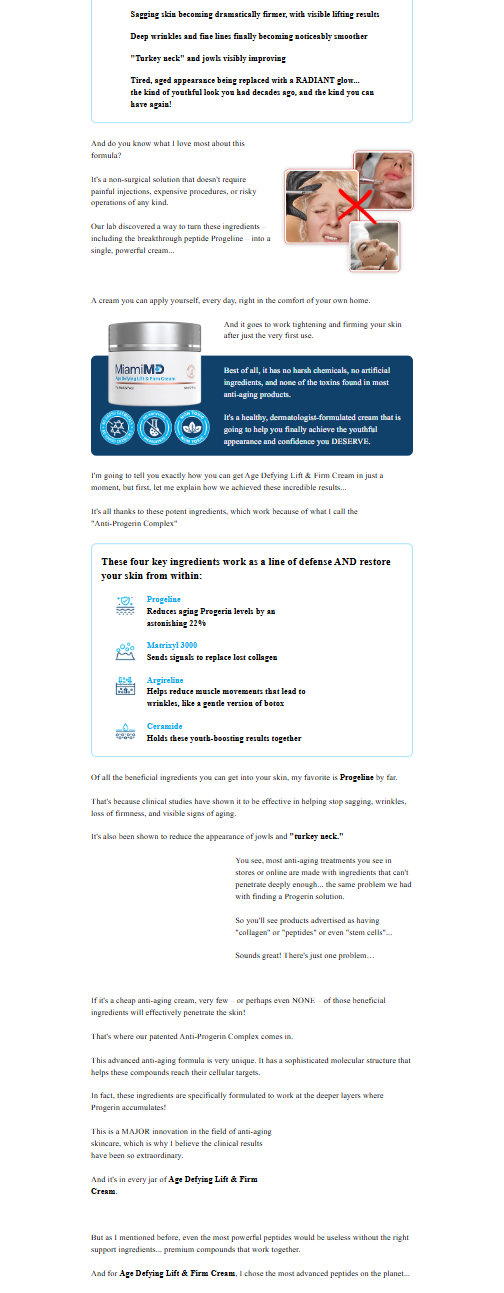 Sagging skin becoming dramatically firmer, with visible lifting results
Deep wrinkles and fine lines finally becoming noticeably smoother
"Turkey neck" and jowls visibly improving
Tired, aged appearance being replaced with a RADIANT glow...
the kind of youthful look you had decades ago, and the kind you can
have again!
And do you know what I love most about this
formula?
It's a non-surgical solution that doesn't require
painful injections, expensive procedures, or risky
operations of any kind.
Our lab discovered a way to turn these ingredients –
including the breakthrough peptide Progeline – into a
single, powerful cream...
A cream you can apply yourself, every day, right in the comfort of your own home.
And it goes to work tightening and firming your skin
after just the very first use.
MiamiMD
Age Defying Lift & Firm Cream
Best of all, it has no harsh chemicals, no artificial
ingredients, and none of the toxins found in most
anti-aging products.
It's a healthy, dermatologist-formulated cream that is
going to help you finally achieve the youthful
appearance and confidence you DESERVE.
I'm going to tell you exactly how you can get Age Defying Lift & Firm Cream in just a
moment, but first, let me explain how we achieved these incredible results...
It's all thanks to these potent ingredients, which work because of what I call the
"Anti-Progerin Complex"
These four key ingredients work as a line of defense AND restore
your skin from within:
Progeline
Reduces aging Progerin levels by an
astonishing 22%
Matrixyl 3000
Sends signals to replace lost collagen
Argireline
Helps reduce muscle movements that lead to
wrinkles, like a gentle version of botox
Ceramide
Holds these youth-boosting results together
Of all the beneficial ingredients you can get into your skin, my favorite is Progeline by far.
That's because clinical studies have shown it to be effective in helping stop sagging, wrinkles,
loss of firmness, and visible signs of aging.
It's also been shown to reduce the appearance of jowls and "turkey neck."
You see, most anti-aging treatments you see in
stores or online are made with ingredients that can't
penetrate deeply enough... the same problem we had
with finding a Progerin solution.
So you'll see products advertised as having
"collagen" or "peptides" or even "stem cells"...
Sounds great! There's just one problem…
If it's a cheap anti-aging cream, very few – or perhaps even NONE – of those beneficial
ingredients will effectively penetrate the skin!
That's where our patented Anti-Progerin Complex comes in.
This advanced anti-aging formula is very unique. It has a sophisticated molecular structure that
helps these compounds reach their cellular targets.
In fact, these ingredients are specifically formulated to work at the deeper layers where
Progerin accumulates!
This is a MAJOR innovation in the field of anti-aging
skincare, which is why I believe the clinical results
have been so extraordinary.
And it's in every jar of Age Defying Lift & Firm
Cream.
But as I mentioned before, even the most powerful peptides would be useless without the right
support ingredients... premium compounds that work together.
And for Age Defying Lift & Firm Cream, I chose the most advanced peptides on the planet...